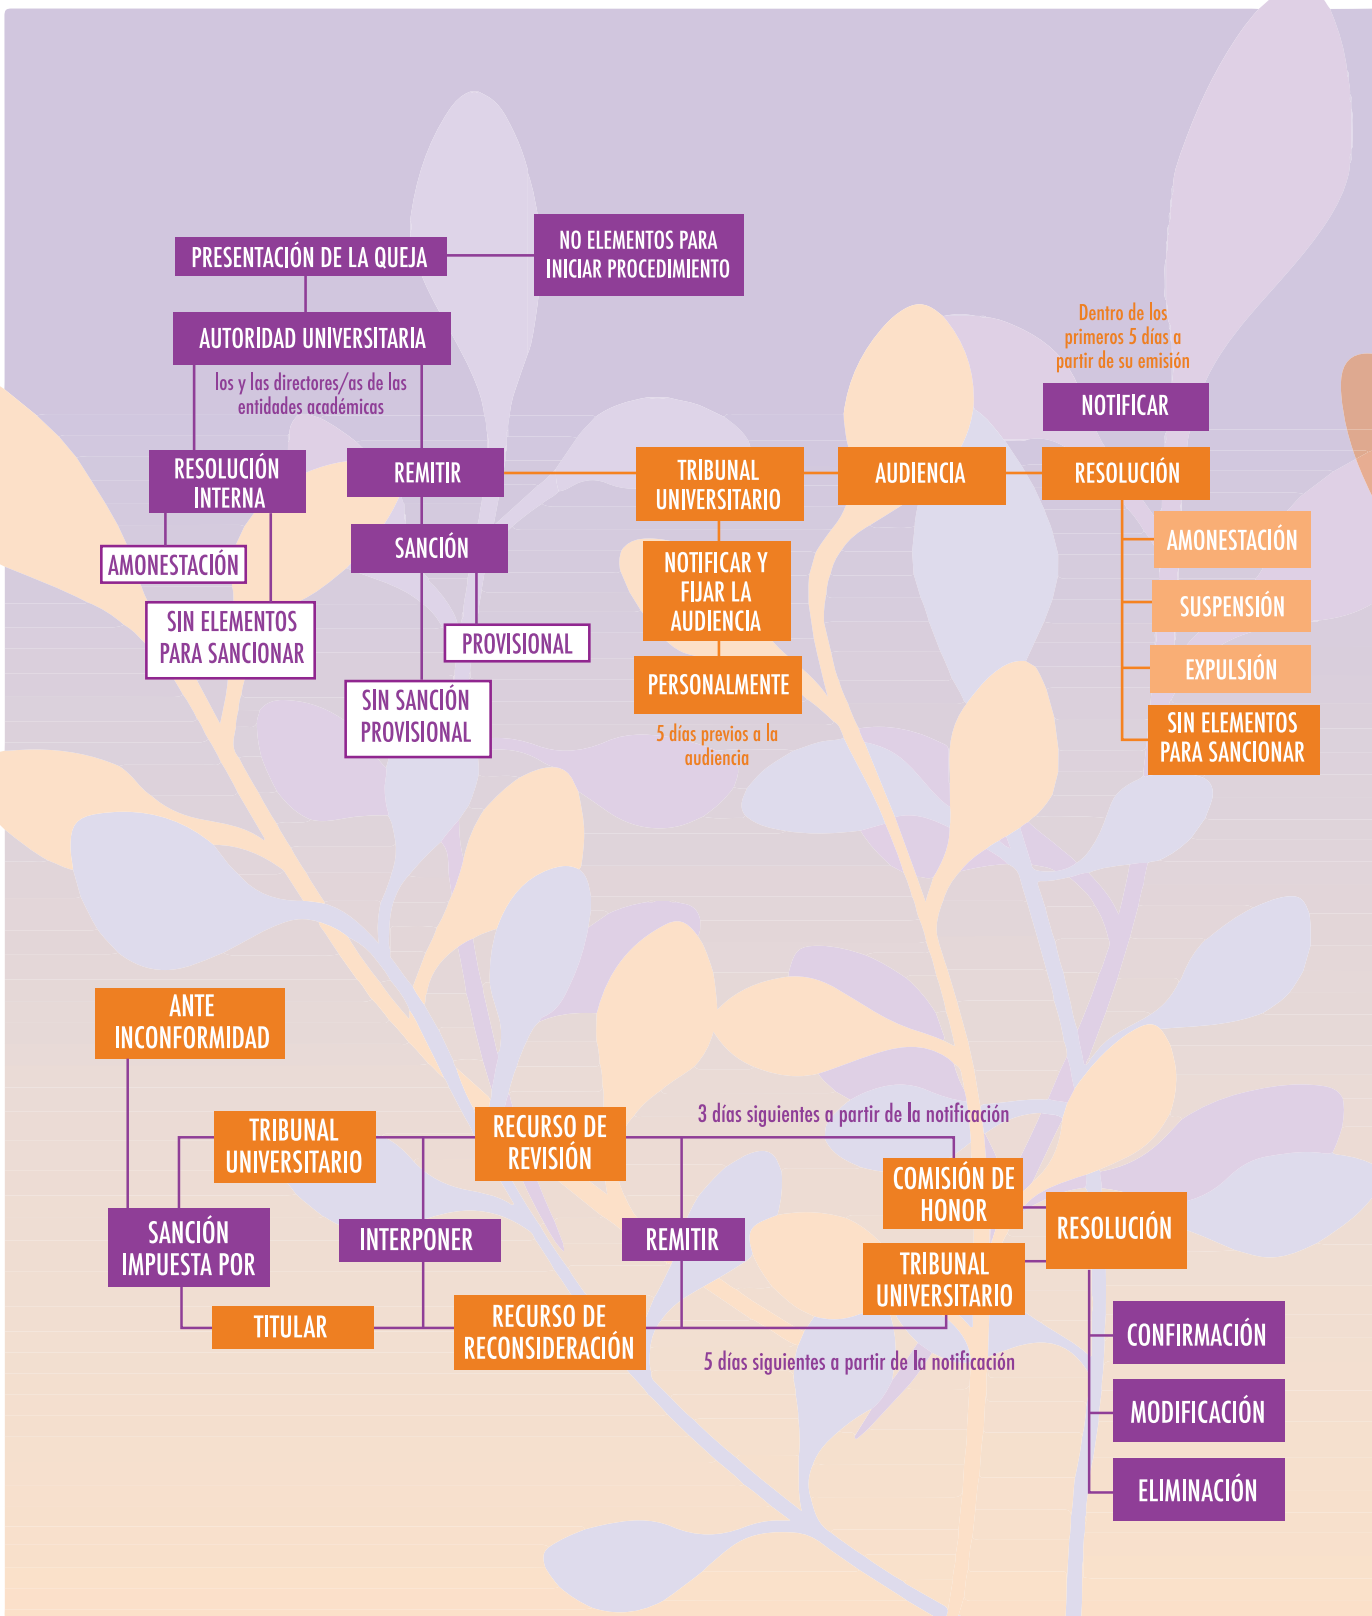 PRESENTACIÓN DE LA QUEJA
NO ELEMENTOS PARA
INICIAR PROCEDIMIENTO
AUTORIDAD UNIVERSITARIA
los y las directores/as de las
entidades académicas
RESOLUCIÓN
INTERNA
AMONESTACIÓN
SIN ELEMENTOS
PARA SANCIONAR
REMITIR
SANCIÓN
PROVISIONAL
SIN SANCIÓN
PROVISIONAL
TRIBUNAL
UNIVERSITARIO
NOTIFICAR Y
FIJAR LA
AUDIENCIA
PERSONALMENTE
5 días previos a la
audiencia
AUDIENCIA
Dentro de los
primeros 5 días a
partir de su emisión
NOTIFICAR
RESOLUCIÓN
AMONESTACIÓN
SUSPENSIÓN
EXPULSIÓN
SIN ELEMENTOS
PARA SANCIONAR
ANTE
INCONFORMIDAD
SANCIÓN
IMPUESTA POR
TRIBUNAL
UNIVERSITARIO
TITULAR
INTERPONER
RECURSO DE
REVISIÓN
RECURSO DE
RECONSIDERACIÓN
REMITIR
3 días siguientes a partir de la notificación
COMISIÓN DE
HONOR
TRIBUNAL
UNIVERSITARIO
5 días siguientes a partir de la notificación
RESOLUCIÓN
CONFIRMACIÓN
MODIFICACIÓN
ELIMINACIÓN